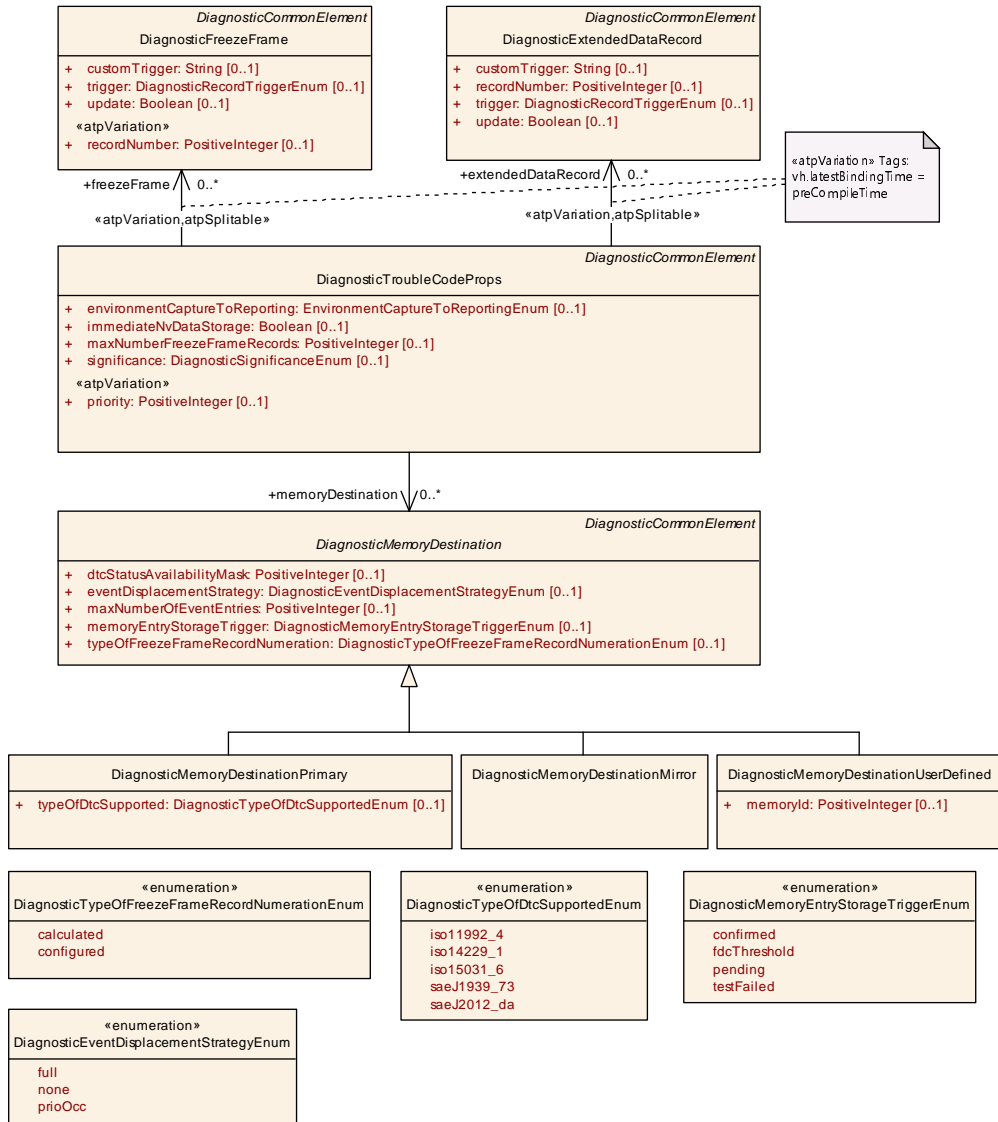 DiagnosticCommonElement
DiagnosticFreezeFrame
+ customTrigger: String [0..1]
+ trigger: DiagnosticRecordTriggerEnum [0..1]
+ update: Boolean [0..1]
«atpVariation»
+ recordNumber: PositiveInteger [0..1]
DiagnosticCommonElement
DiagnosticExtendedDataRecord
+ customTrigger: String [0..1]
+ recordNumber: PositiveInteger [0..1]
+ trigger: DiagnosticRecordTriggerEnum [0..1]
+ update: Boolean [0..1]
«atpVariation» Tags:
vh.latestBindingTime =
preCompileTime
+freezeFrame 0..*
«atpVariation,atpSplitable»
+extendedDataRecord 0..*
«atpVariation,atpSplitable»
DiagnosticCommonElement
DiagnosticTroubleCodeProps
+ environmentCaptureToReporting: EnvironmentCaptureToReportingEnum [0..1]
+ immediateNvDataStorage: Boolean [0..1]
+ maxNumberFreezeFrameRecords: PositiveInteger [0..1]
+ significance: DiagnosticSignificanceEnum [0..1]
«atpVariation»
+ priority: PositiveInteger [0..1]
+memoryDestination 0..*
DiagnosticCommonElement
DiagnosticMemoryDestination
+ dtcStatusAvailabilityMask: PositiveInteger [0..1]
+ eventDisplacementStrategy: DiagnosticEventDisplacementStrategyEnum [0..1]
+ maxNumberOfEventEntries: PositiveInteger [0..1]
+ memoryEntryStorageTrigger: DiagnosticMemoryEntryStorageTriggerEnum [0..1]
+ typeOfFreezeFrameRecordNumeration: DiagnosticTypeOfFreezeFrameRecordNumerationEnum [0..1]
DiagnosticMemoryDestinationPrimary
+ typeOfDtcSupported: DiagnosticTypeOfDtcSupportedEnum [0..1]
DiagnosticMemoryDestinationMirror
DiagnosticMemoryDestinationUserDefined
+ memoryId: PositiveInteger [0..1]
«enumeration»
DiagnosticTypeOfFreezeFrameRecordNumerationEnum
calculated
configured
«enumeration»
DiagnosticTypeOfDtcSupportedEnum
iso11992_4
iso14229_1
iso15031_6
saeJ1939_73
saeJ2012_da
«enumeration»
DiagnosticMemoryEntryStorageTriggerEnum
confirmed
fdcThreshold
pending
testFailed
«enumeration»
DiagnosticEventDisplacementStrategyEnum
full
none
prioOcc